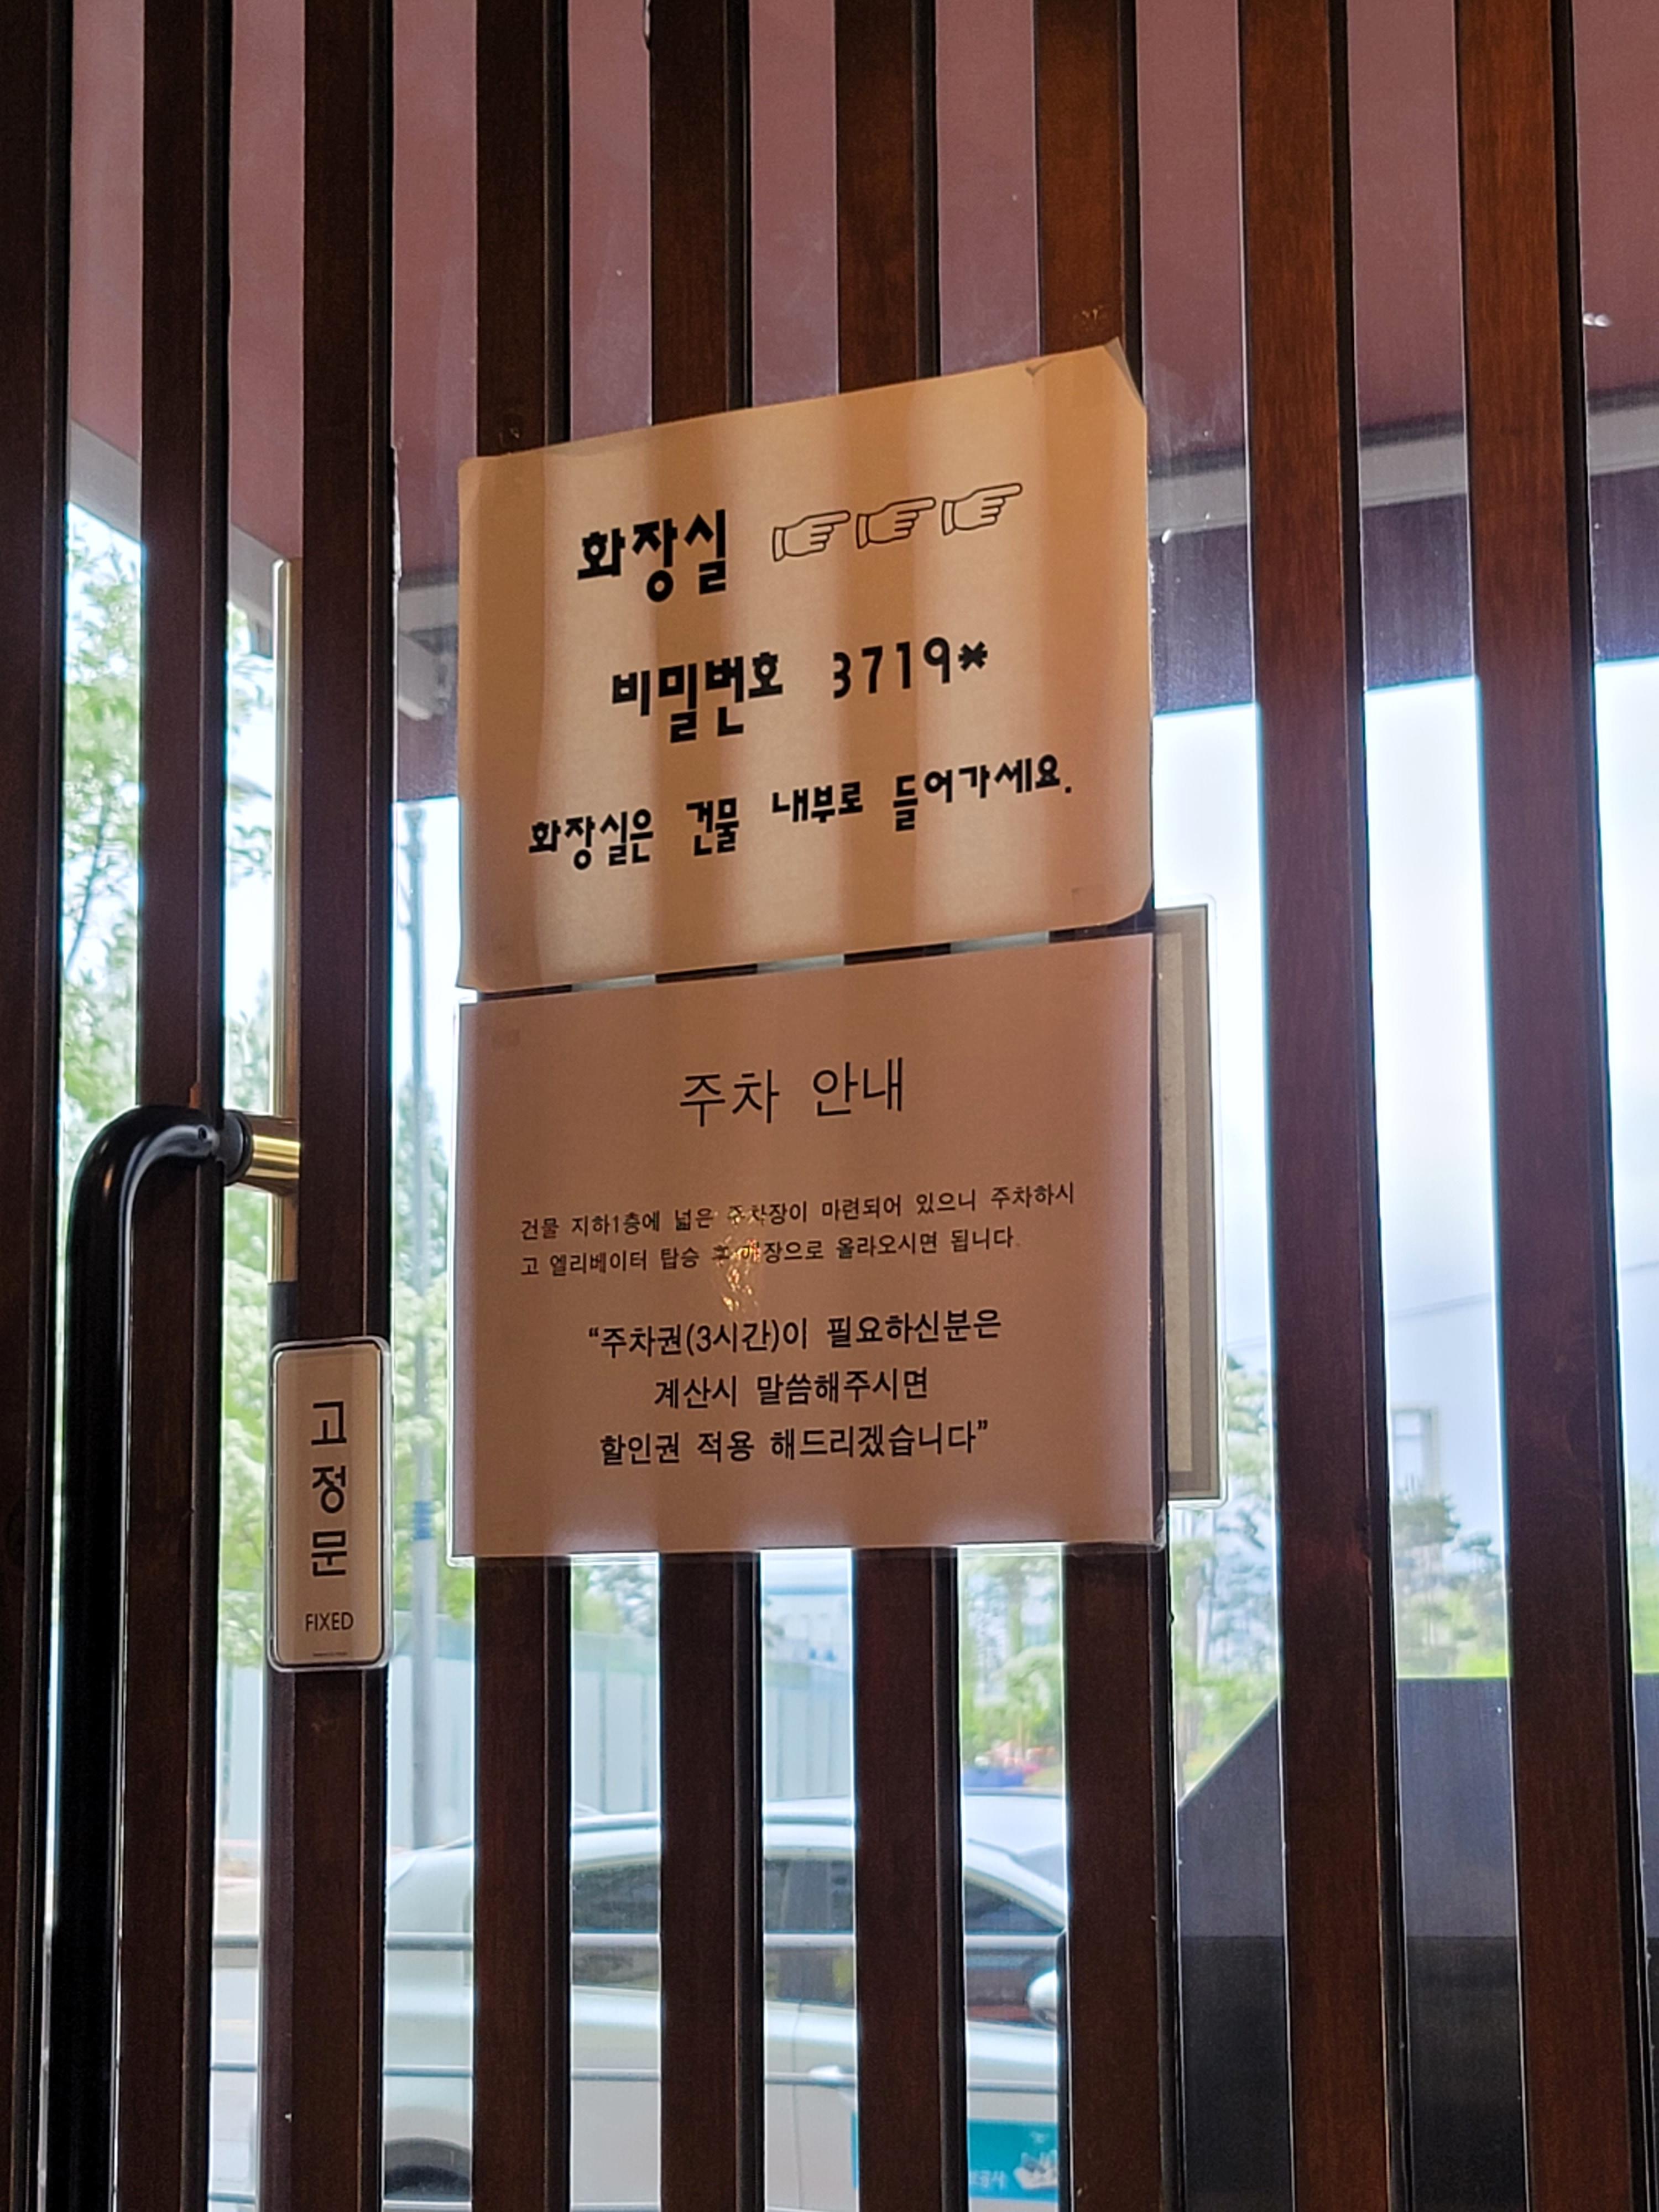 화장실
비밀번호 3719*
화장실은 건물 내부로 들어가세요.
주차 안내
건물 지하1층에 넓은 주차장이 마련되어 있으니 주차하시
고 엘리베이터 탑승 후 매장으로 올라오시면 됩니다.
“주차권(3시간)이 필요하신분은
계산시 말씀해주시면
할인권 적용 해드리겠습니다”
고
정
문
FIXED